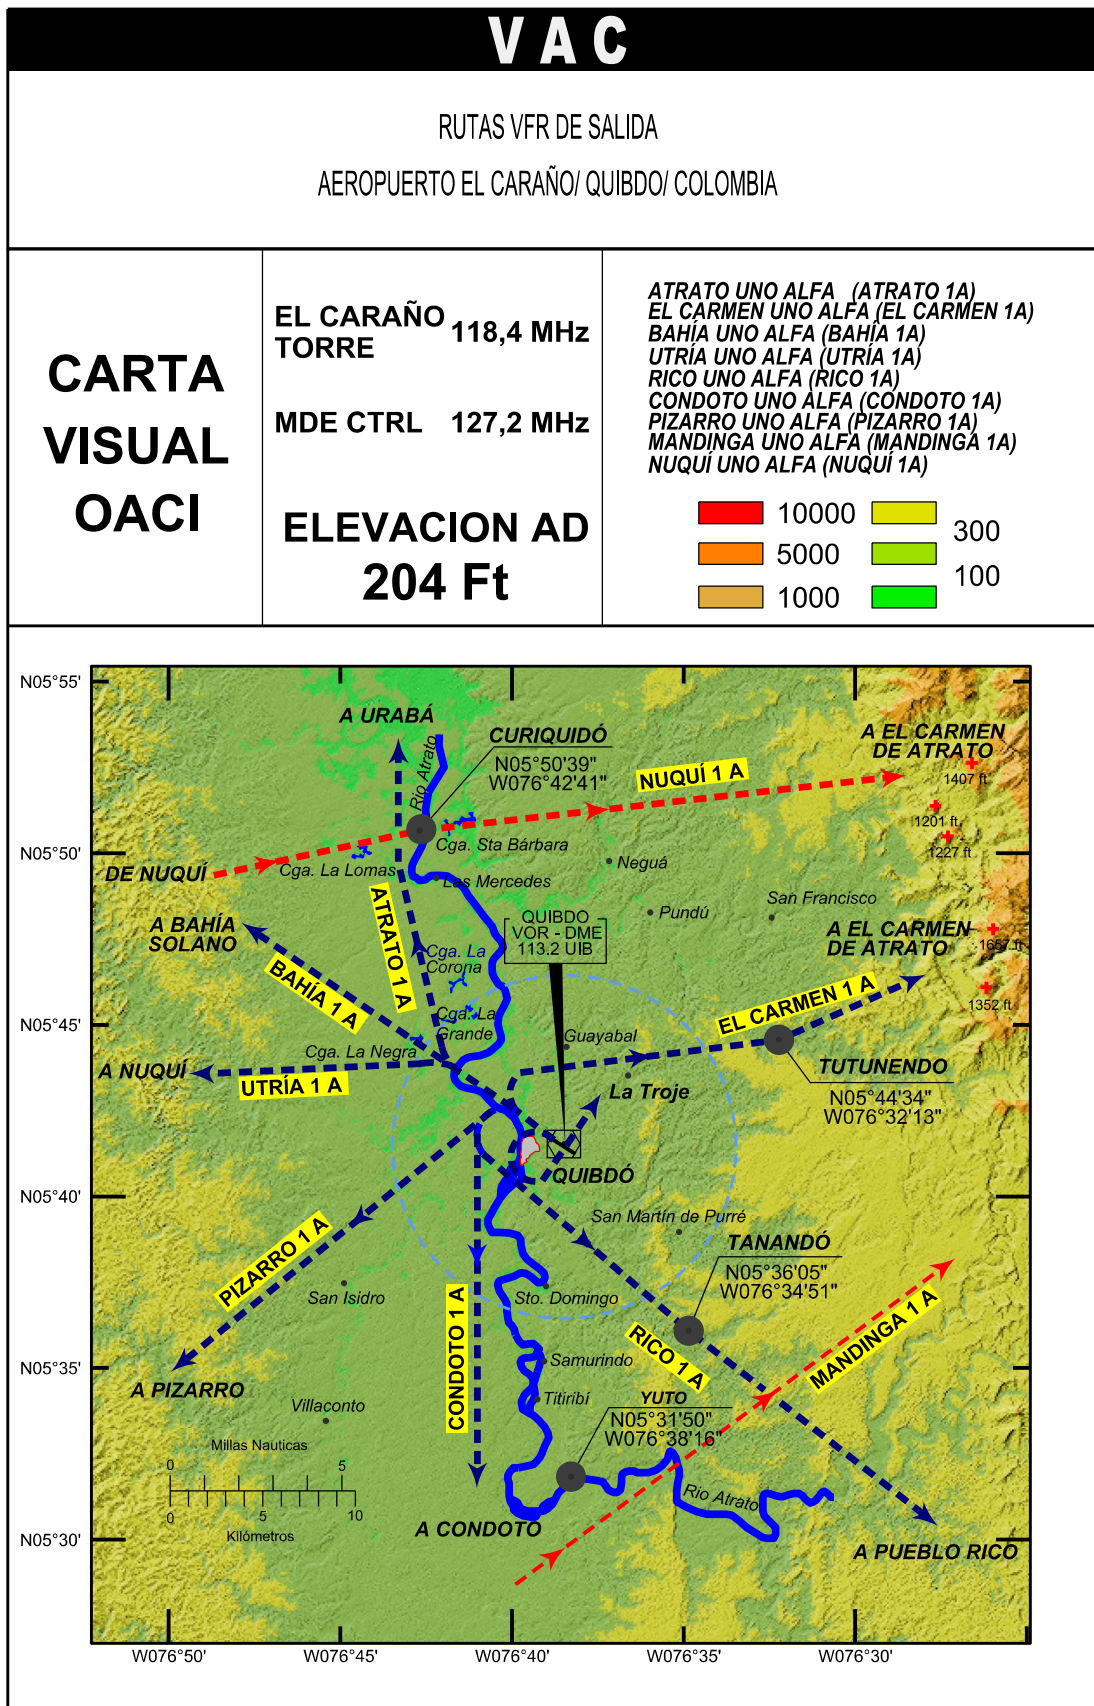 VAC
RUTAS VFR DE SALIDA
AEROPUERTO EL CARAÑO/ QUIBDO/ COLOMBIA
CARTA
VISUAL
OACI
EL CARAÑO
TORRE
118,4 MHz
MDE CTRL 127,2 MHz
ELEVACION AD
204 Ft
ATRATO UNO ALFA (ATRATO 1A)
EL CARMEN UNO ALFA (EL CARMEN 1A)
BAHÍA UNO ALFA (BAHÍA 1A)
UTRÍA UNO ALFA (UTRÍA 1A)
RICO UNO ALFA (RICO 1A)
CONDOTO UNO ALFA (CONDOTO 1A)
PIZARRO UNO ALFA (PIZARRO 1A)
MANDINGA UNO ALFA (MANDINGA 1A)
NUQUÍ UNO ALFA (NUQUÍ 1A)
10000
5000
1000
300
100
N05°55'
N05°50'
N05°45'
N05°40'
N05°35'
N05°30'
A URABÁ
Rio Atrato
CURIQUIDÓ
N05°50'39"
W076°42'41"
NUQUÍ 1 A
A EL CARMEN
DE ATRATO
1407 ft
1201 ft.
1227 ft
Cga. Sta Bárbara
Cga. La Lomas
DE NUQUÍ
Las Mercedes
Neguá
ATRATO 1 A
Pundú
San Francisco
A BAHÍA
SOLANO
QUIBDO
VOR - DME
113.2 UIB
A EL CARMEN
DE ATRATO
1657 ft
1352 ft
BAHÍA 1 A
Cga. La
Corona
EL CARMEN 1 A
Cga. La
Grande
Guayabal
Cga. La Negra
A NUQUÍ
UTRÍA 1 A
La Troje
TUTUNENDO
N05°44'34"
W076°32'13"
QUIBDÓ
San Martín de Purré
PIZARRO 1 A
TANANDÓ
N05°36'05"
W076°34'51"
San Isidro
Sto. Domingo
CONDOTO 1 A
RICO 1 A
MANDINGA 1 A
Samurindo
A PIZARRO
Titiribí
YUTO
N05°31'50"
W076°38'16"
Villaconto
Millas Nauticas
0 5
0 5 10
Kilómetros
Rio Atrato
A CONDOTO
A PUEBLO RICO
W076°50'
W076°45'
W076°40'
W076°35'
W076°30'